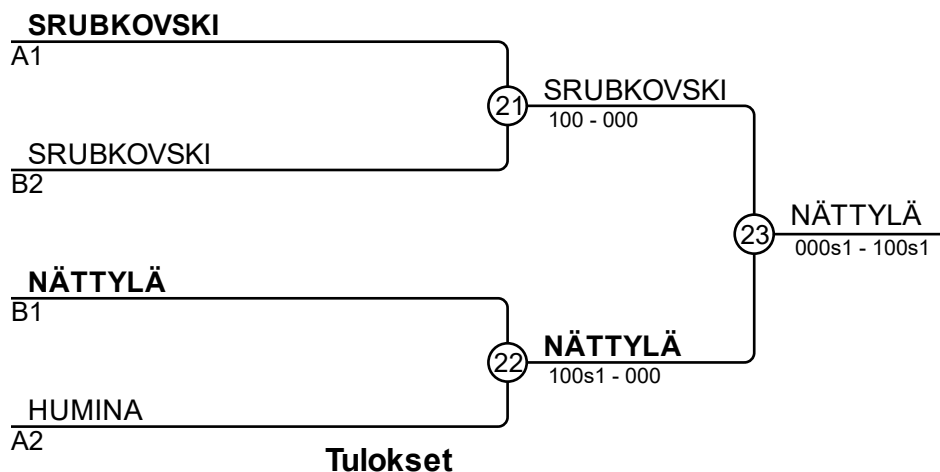 SRUBKOVSKI
A1
21
SRUBKOVSKI
100 - 000
SRUBKOVSKI
B2
23
NÄTTYLÄ
000s1 - 100s1
NÄTTYLÄ
B1
22
NÄTTYLÄ
100s1 - 000
HUMINA
A2
Tulokset